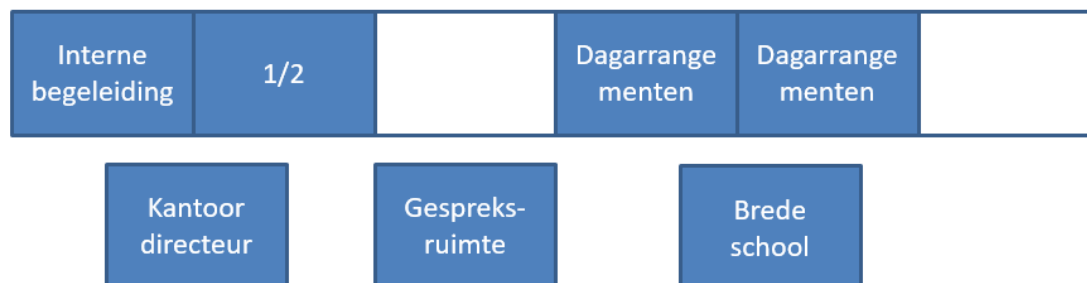 Interne
begeleiding
1/2
Dagarrange
menten
Dagarrange
menten
Kantoor
directeur
Gespreks-
ruimte
Brede
school